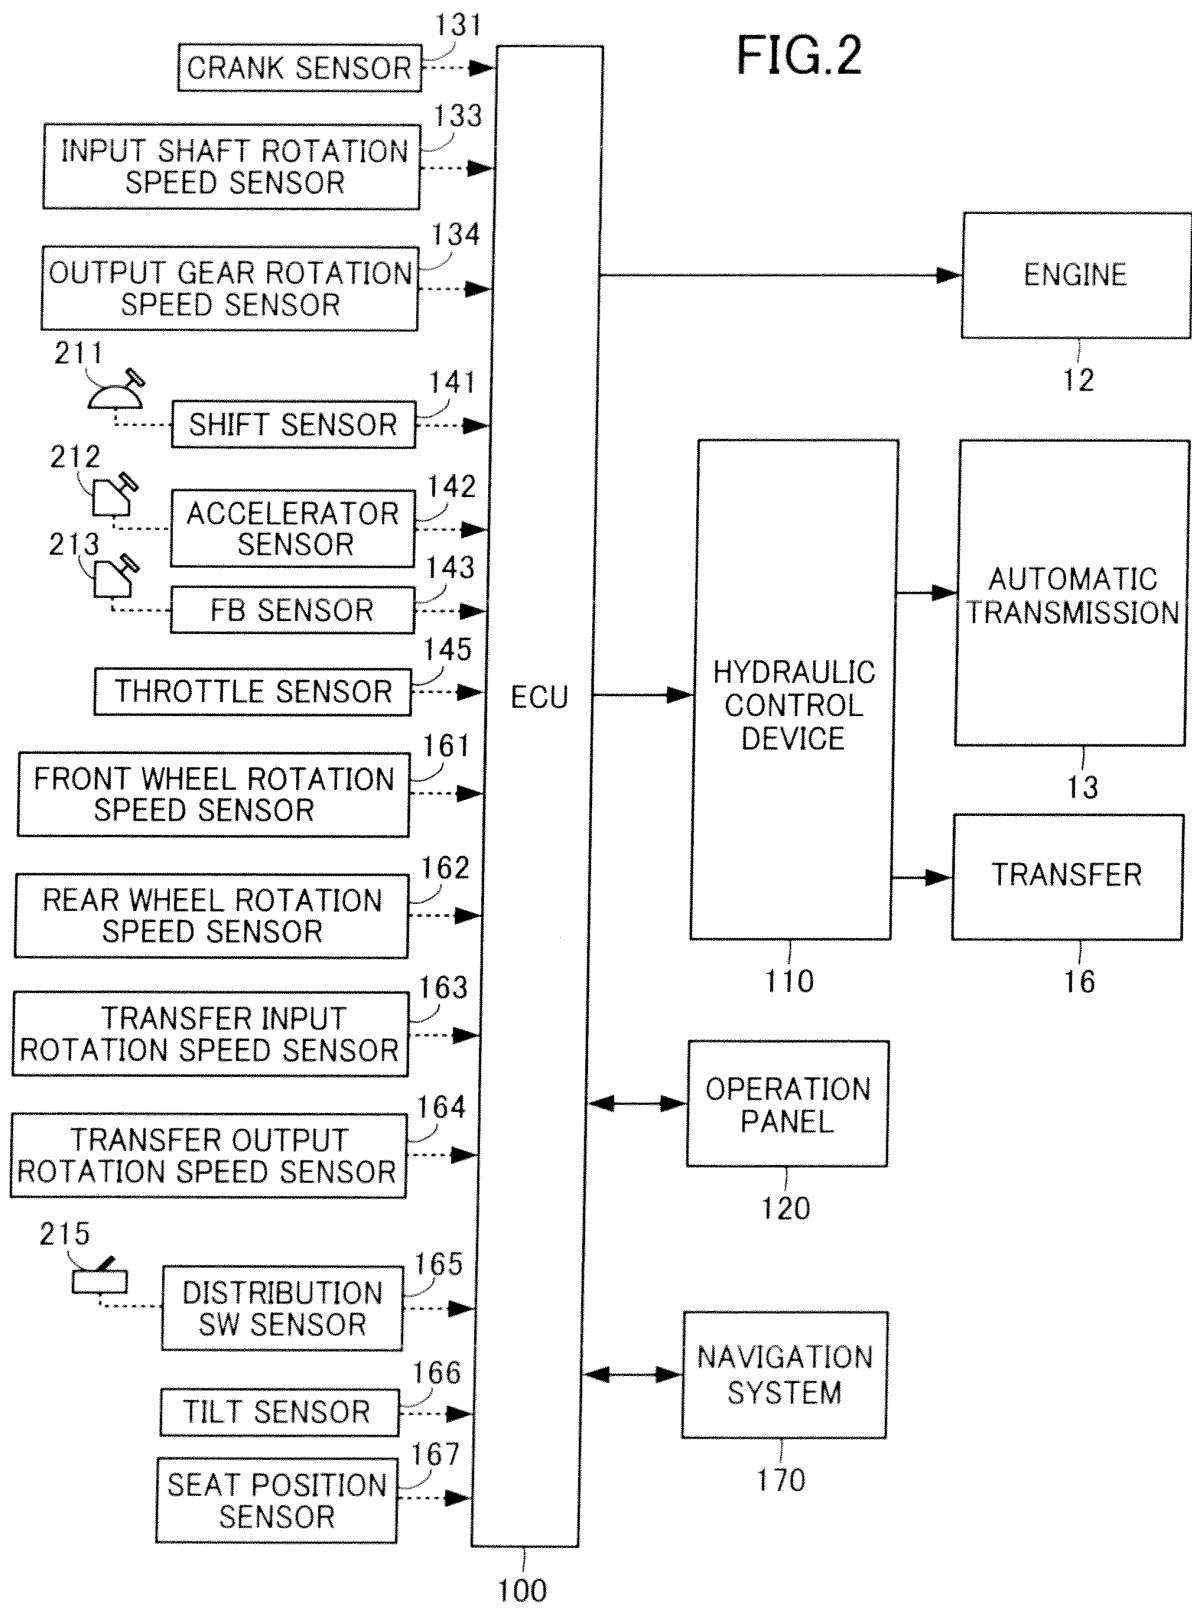 FIG.2
131
CRANK SENSOR
133
INPUT SHAFT ROTATION
SPEED SENSOR
134
OUTPUT GEAR ROTATION
SPEED SENSOR
211
141
SHIFT SENSOR
212
142
ACCELERATOR
SENSOR
213
143
FB SENSOR
145
THROTTLE SENSOR
161
FRONT WHEEL ROTATION
SPEED SENSOR
162
REAR WHEEL ROTATION
SPEED SENSOR
163
TRANSFER INPUT
ROTATION SPEED SENSOR
164
TRANSFER OUTPUT
ROTATION SPEED SENSOR
215
165
DISTRIBUTION
SW SENSOR
166
TILT SENSOR
167
SEAT POSITION
SENSOR
ECU
100
ENGINE
12
HYDRAULIC
CONTROL
DEVICE
110
AUTOMATIC
TRANSMISSION
13
TRANSFER
16
OPERATION
PANEL
120
NAVIGATION
SYSTEM
170